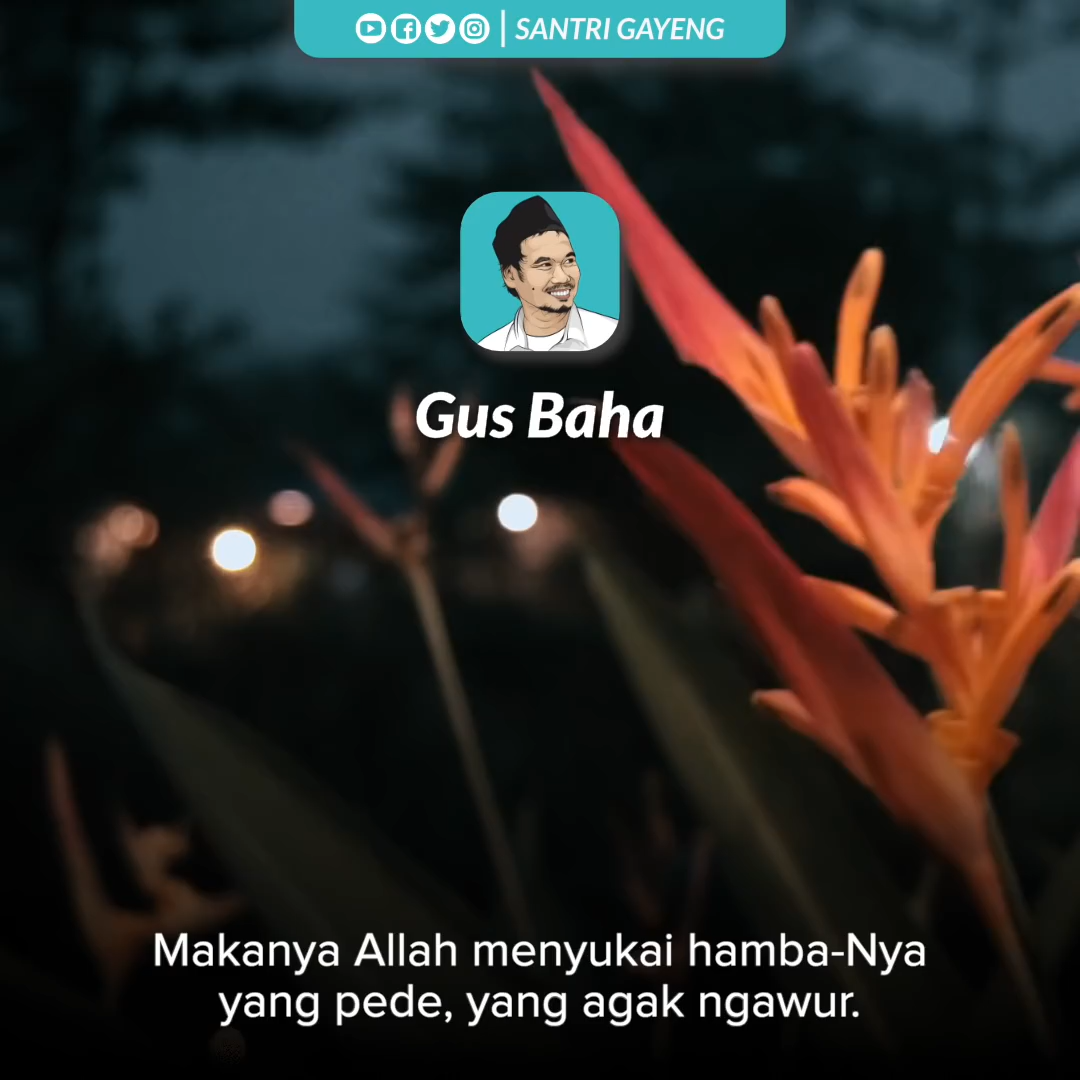 SANTRI GAYENG
Gus Baha
Makanya Allah menyukai hamba-Nya
yang pede, yang agak ngawur.